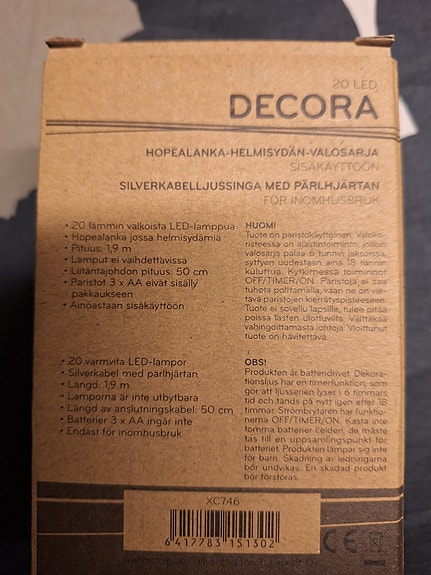 20 LED
DECORA
HOPEALANKA-HELMISYDÄN-VALOSARJA
SISÄKÄYTTÖÖN
SILVERKABELLJUSSINGA MED PÄRLHJÄRTAN
FÖR INOMHUSBRUK
• 20 lämmin valkoista LED-lamppua
• Hopealanka jossa helmisydämia
• Pituus: 1,9 m
• Lamput ei vaihdettavissa
• Liitäntäjohdon pituus: 50 cm
• Paristot 3 x AA eivat sisälly
pakkaukseen
• Ainoastaan sisäkäyttöön
HUOM!
Tuote on paristokäyttöinen. Valoko-
risteessa on ajastintoiminto, jolloin
valosarja palaa 6 tunnin jaksoissa,
syttyen uudestaan aina 18 tunnin
kuluttua. Kytkimessä toiminnot
OFF/TIMER/ON. Paristoja ei saa
tuhota polttamalla, vaan ne on vie-
tävä paristojen kierrätyspisteeseen.
Tuote ei sovellu lapsille, tulee pitää
poissa lasten ulottuvilta. Välttäkää
vahingoittamasta johtoja. Vioittunut
tuote on hävitettävä.
• 20 varmvita LED-lampor
• Silverkabel med pärlhjärtan
• Längd: 1,9 m
• Lamporna är inte utbytbara
• Längd av anslutningskabel: 50 cm
• Batterier 3 x AA ingår inte
• Endast för inomhusbruk
OBS!
Produkten är batteridrivet. Dekora-
tionsljus har en timerfunktion, som
gör att ljusserien lyser i 6 timmars
tid och tänds på nytt igen efter 18
timmar. Strömbrytaren har funktio-
nerna OFF/TIMER/ON. Kasta inte
tomma batterier i elden, de måste
tas till en uppsamlingspunkt för
batteriet. Produkten lämpar sig inte
för barn. Skadning av ledningarna
bör undvikas. En skadad produkt
bör förstöras.
XC746
6 417783 151302
CE